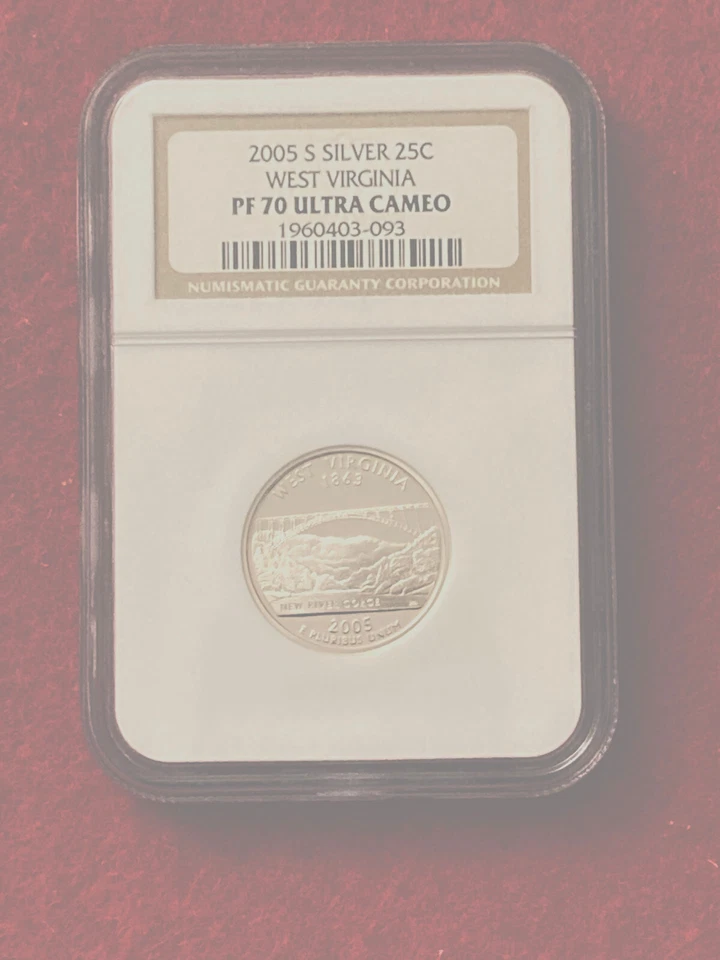 2005 S SILVER 25C
WEST VIRGINIA
PF 70 ULTRA CAMEO
1960403-093
NUMISMATIC GUARANTY CORPORATION
WEST VIRGINIA
1863
NEW RIVER GORGE
2005
E PLURIBUS UNUM